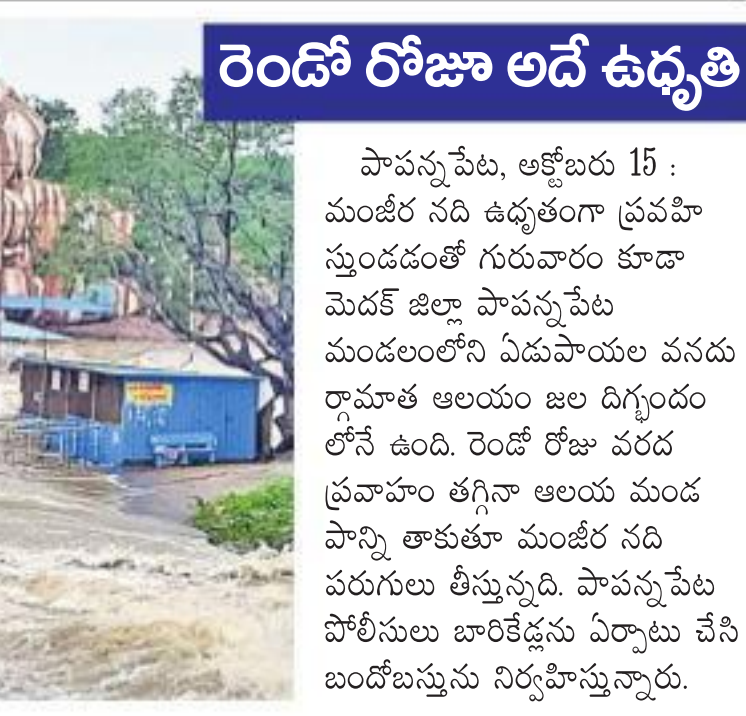 రెండో రోజూ అదే ఉధృతి
పాపన్నపేట, అక్టోబరు 15 :
మంజీర నది ఉధృతంగా ప్రవహి
స్తుండడంతో గురువారం కూడా
మెదక్ జిల్లా పాపన్నపేట
మండలంలోని ఏడుపాయల వనదు
ర్గామాత ఆలయం జల దిగ్బందం
లోనే ఉంది. రెండో రోజు వరద
ప్రవాహం తగ్గినా ఆలయ మండ
పాన్ని తాకుతూ మంజీర నది
పరుగులు తీస్తున్నది. పాపన్నపేట
పోలీసులు బారికేడ్లను ఏర్పాటు చేసి
బందోబస్తును నిర్వహిస్తున్నారు.